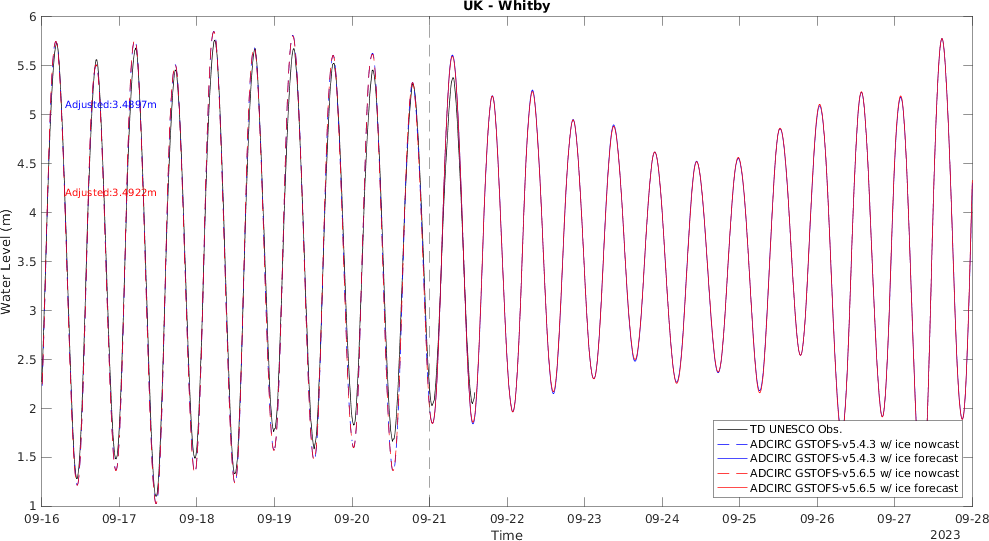 UK - Whitby
6
5.5
5
4.5
4
3.5
3
2.5
2
1.5
1
Water Level (m)
Adjusted:3.4897m
Adjusted:3.4922m
TD UNESCO Obs.
ADCIRC GSTOFS-v5.4.3 w/ ice nowcast
ADCIRC GSTOFS-v5.4.3 w/ ice forecast
ADCIRC GSTOFS-v5.6.5 w/ ice nowcast
ADCIRC GSTOFS-v5.6.5 w/ ice forecast
09-16 09-17 09-18 09-19 09-20 09-21 09-22 09-23 09-24 09-25 09-26 09-27 09-28
Time
2023